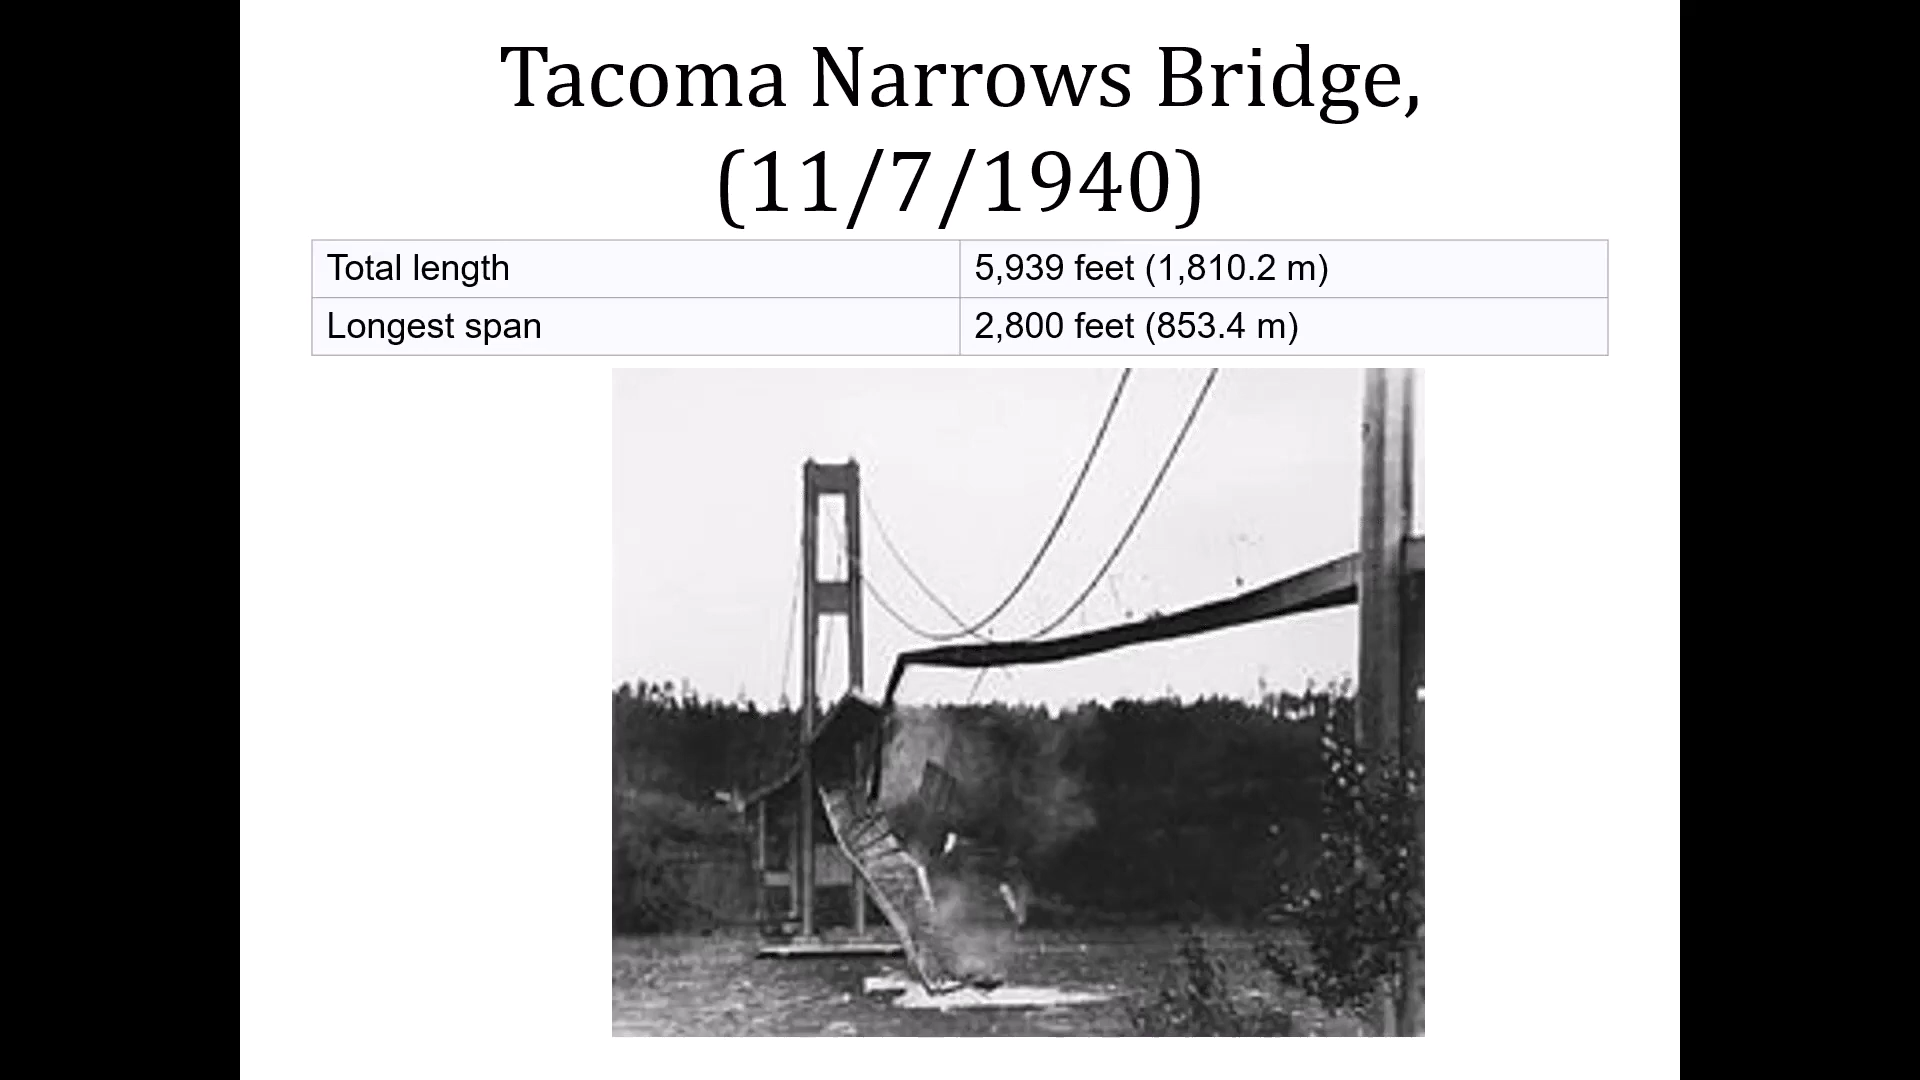 Tacoma Narrows Bridge,
(11/7/1940)
Total length 5,939 feet (1,810.2 m)
Longest span 2,800 feet (853.4 m)